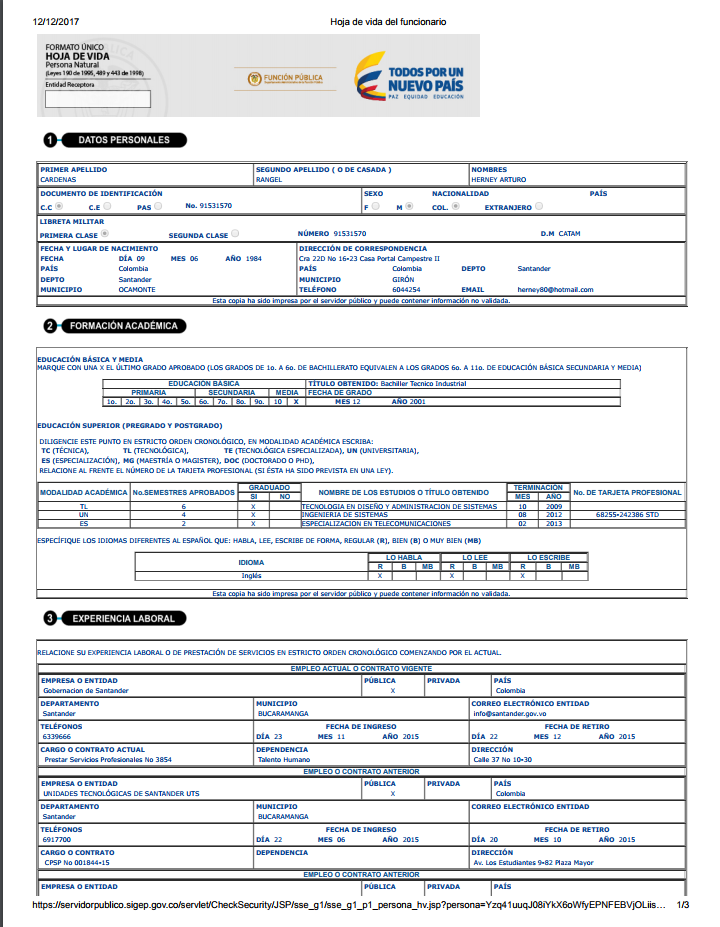 12/12/2017 Hoja de vida del funcionario
FORMATO ÚNICO
HOJA DE VIDA
Persona Natural
(Leyes 190 de 1995, 489 y 443 de 1998)
Entidad Receptora
FUNCIÓN PÚBLICA
TODOS POR UN
NUEVO PAÍS
PAZ EQUIDAD EDUCACIÓN
1 DATOS PERSONALES
PRIMER APELLIDO SEGUNDO APELLIDO ( O DE CASADA ) NOMBRES
CARDENAS RANGEL HERNEY ARTURO
DOCUMENTO DE IDENTIFICACIÓN SEXO NACIONALIDAD PAÍS
C.C C.E PAS No. 91531570 F M COL. EXTRANJERO
LIBRETA MILITAR
PRIMERA CLASE SEGUNDA CLASE NÚMERO 91531570 D.M CATAM
FECHA Y LUGAR DE NACIMIENTO DIRECCIÓN DE CORRESPONDENCIA
FECHA DÍA 09 MES 06 AÑO 1984 Cra 22D No 16-23 Casa Portal Campestre II
PAÍS Colombia PAÍS Colombia DEPTO Santander
DEPTO Santander MUNICIPIO GIRÓN
MUNICIPIO OCAMONTE TELÉFONO 6044254 EMAIL herney80@hotmail.com
Esta copia ha sido impresa por el servidor público y puede contener información no validada.
2 FORMACIÓN ACADÉMICA
EDUCACIÓN BÁSICA Y MEDIA
MARQUE CON UNA X EL ÚLTIMO GRADO APROBADO (LOS GRADOS DE 1o. A 6o. DE BACHILLERATO EQUIVALEN A LOS GRADOS 6o. A 11o. DE EDUCACIÓN BÁSICA SECUNDARIA Y MEDIA)
EDUCACIÓN BÁSICA TÍTULO OBTENIDO: Bachiller Tecnico Industrial
PRIMARIA SECUNDARIA MEDIA FECHA DE GRADO
1o. 2o. 3o. 4o. 5o. 6o. 7o. 8o. 9o. 10 X MES 12 AÑO 2001
EDUCACIÓN SUPERIOR (PREGRADO Y POSTGRADO)
DILIGENCIE ESTE PUNTO EN ESTRICTO ORDEN CRONOLÓGICO, EN MODALIDAD ACADÉMICA ESCRIBA:
TC (TÉCNICA), TL (TECNOLÓGICA), TE (TECNOLÓGICA ESPECIALIZADA), UN (UNIVERSITARIA),
ES (ESPECIALIZACIÓN), MG (MAESTRÍA O MAGISTER), DOC (DOCTORADO O PHD),
RELACIONE AL FRENTE EL NÚMERO DE LA TARJETA PROFESIONAL (SI ÉSTA HA SIDO PREVISTA EN UNA LEY).
MODALIDAD ACADÉMICA No.SEMESTRES APROBADOS GRADUADO NOMBRE DE LOS ESTUDIOS O TÍTULO OBTENIDO TERMINACIÓN No. DE TARJETA PROFESIONAL
SI NO MES AÑO
TL 6 X TECNOLOGIA EN DISEÑO Y ADMINISTRACION DE SISTEMAS 10 2009
UN 4 X INGENIERIA DE SISTEMAS 08 2012 68255-242386 STD
ES 2 X ESPECIALIZACION EN TELECOMUNICACIONES 02 2013
ESPECÍFIQUE LOS IDIOMAS DIFERENTES AL ESPAÑOL QUE: HABLA, LEE, ESCRIBE DE FORMA, REGULAR (R), BIEN (B) O MUY BIEN (MB)
IDIOMA LO HABLA LO LEE LO ESCRIBE
R B MB R B MB R B MB
Inglés X X X
Esta copia ha sido impresa por el servidor público y puede contener información no validada.
3 EXPERIENCIA LABORAL
RELACIONE SU EXPERIENCIA LABORAL O DE PRESTACIÓN DE SERVICIOS EN ESTRICTO ORDEN CRONOLÓGICO COMENZANDO POR EL ACTUAL.
EMPLEO ACTUAL O CONTRATO VIGENTE
EMPRESA O ENTIDAD PÚBLICA PRIVADA PAÍS
Gobernacion de Santander X Colombia
DEPARTAMENTO MUNICIPIO CORREO ELECTRÓNICO ENTIDAD
Santander BUCARAMANGA info@santander.gov.vo
TELÉFONOS FECHA DE INGRESO FECHA DE RETIRO
6339666 DÍA 23 MES 11 AÑO 2015 DÍA 22 MES 12 AÑO 2015
CARGO O CONTRATO ACTUAL DEPENDENCIA DIRECCIÓN
Prestar Servicios Profesionales No 3854 Talento Humano Calle 37 No 10-30
EMPLEO O CONTRATO ANTERIOR
EMPRESA O ENTIDAD PÚBLICA PRIVADA PAÍS
UNIDADES TECNOLÓGICAS DE SANTANDER UTS X Colombia
DEPARTAMENTO MUNICIPIO CORREO ELECTRÓNICO ENTIDAD
Santander BUCARAMANGA
TELÉFONOS FECHA DE INGRESO FECHA DE RETIRO
6917700 DÍA 22 MES 06 AÑO 2015 DÍA 20 MES 10 AÑO 2015
CARGO O CONTRATO DEPENDENCIA DIRECCIÓN
CPSP No 001844-15 Av. Los Estudiantes 9-82 Plaza Mayor
EMPLEO O CONTRATO ANTERIOR
EMPRESA O ENTIDAD PÚBLICA PRIVADA PAÍS
https://servidorpublico.sigep.gov.co/servlet/CheckSecurity/JSP/sse_g1/sse_g1_p1_persona_hv.jsp?persona=Yzq41uuqJ08iYkX6oWfyEPNFEBVjOLiis... 1/3